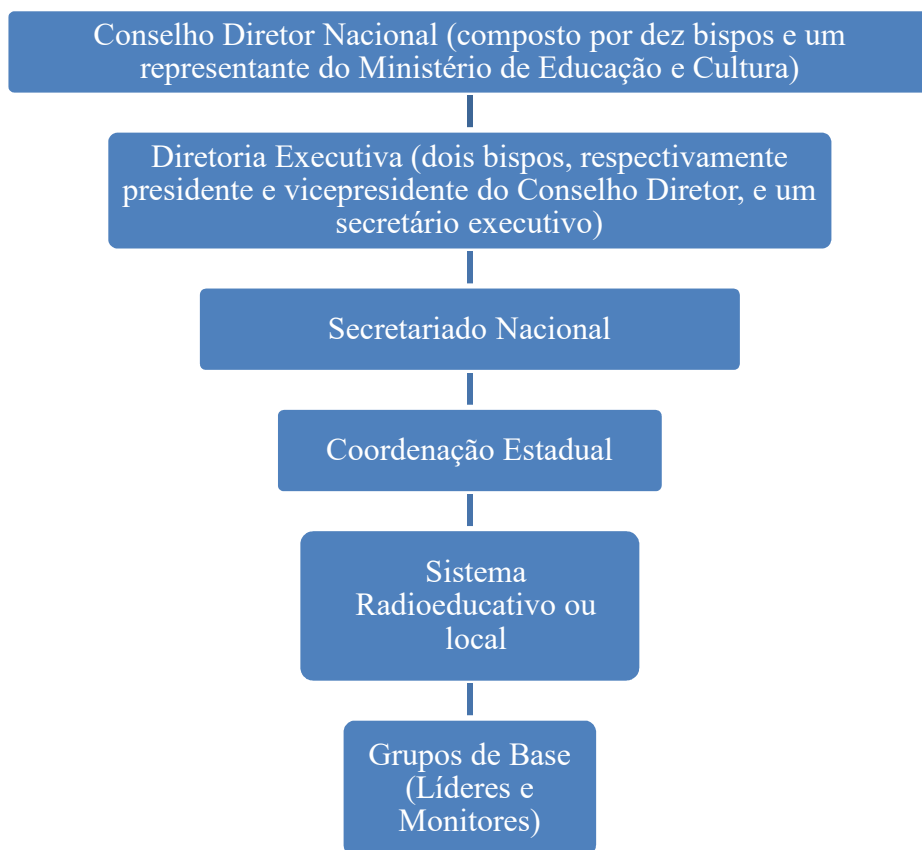 Conselho Diretor Nacional (composto por dez bispos e um
representante do Ministério de Educação e Cultura)
Diretoria Executiva (dois bispos, respectivamente
presidente e vicepresidente do Conselho Diretor, e um
secretário executivo)
Secretariado Nacional
Coordenação Estadual
Sistema
Radioeducativo ou
local
Grupos de Base
(Líderes e
Monitores)